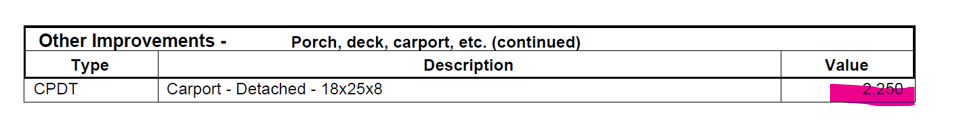 Other Improvements - Porch, deck, carport, etc. (continued)
Type Description Value
CPDT Carport - Detached - 18x25x8 2,250